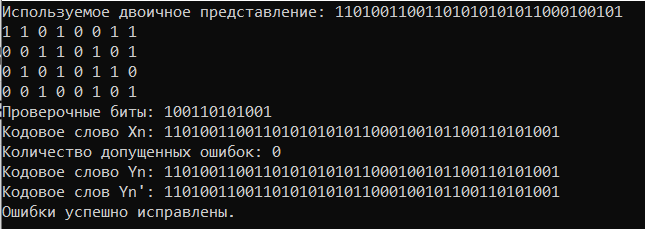 Используемое двоичное представление: 11010011001101010101011000100101
1 1 0 1 0 0 1 1
0 0 1 1 0 1 0 1
0 1 0 1 0 1 1 0
0 0 1 0 0 1 0 1
Проверочные биты: 100110101001
Кодовое слово Xn: 11010011001101010101011000100101100110101001
Количество допущенных ошибок: 0
Кодовое слово Yn: 11010011001101010101011000100101100110101001
Кодовое слов Yn': 11010011001101010101011000100101100110101001
Ошибки успешно исправлены.